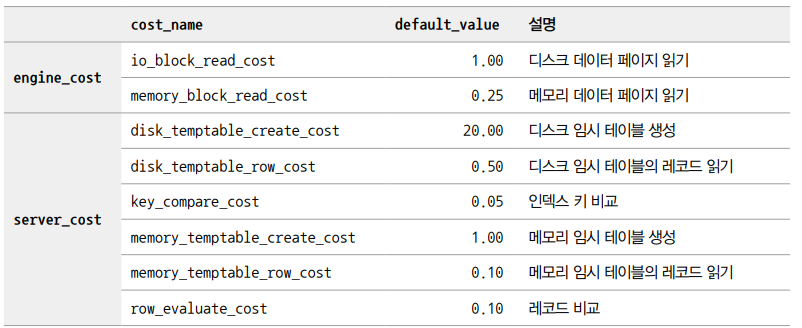 cost_name default_value 설명
engine_cost
io_block_read_cost 1.00 디스크 데이터 페이지 읽기
memory_block_read_cost 0.25 메모리 데이터 페이지 읽기
server_cost
disk_temptable_create_cost 20.00 디스크 임시 테이블 생성
disk_temptable_row_cost 0.50 디스크 임시 테이블의 레코드 읽기
key_compare_cost 0.05 인덱스 키 비교
memory_temptable_create_cost 1.00 메모리 임시 테이블 생성
memory_temptable_row_cost 0.10 메모리 임시 테이블의 레코드 읽기
row_evaluate_cost 0.10 레코드 비교